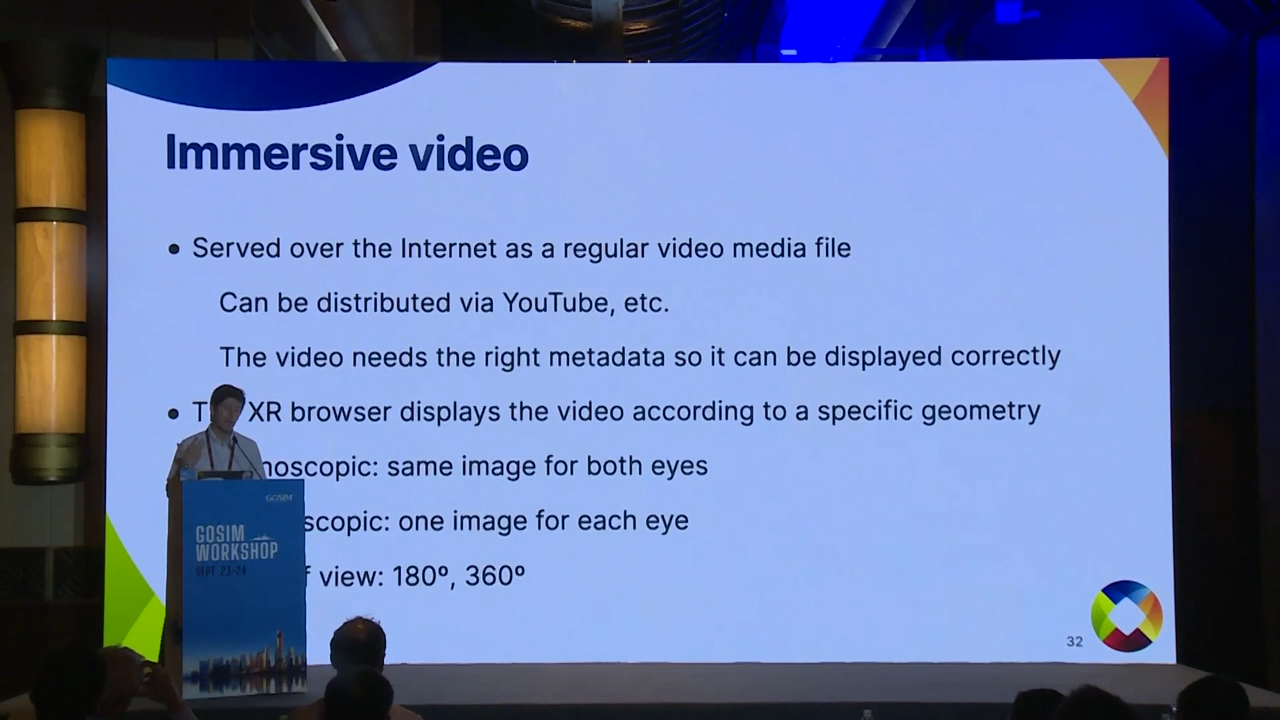 Immersive video
• Served over the Internet as a regular video media file
Can be distributed via YouTube, etc.
The video needs the right metadata so it can be displayed correctly
• T XR browser displays the video according to a specific geometry
noscopic: same image for both eyes
scopic: one image for each eye
f view: 180º, 360º
32
GOSIM
GOSIM
WORKSHOP
SEPT 23-24